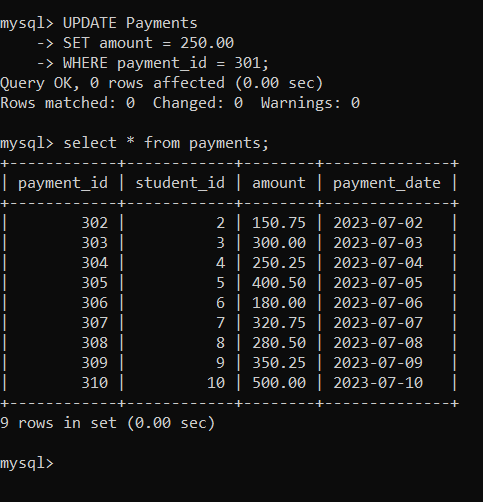 mysql> UPDATE Payments
    -> SET amount = 250.00
    -> WHERE payment_id = 301;
Query OK, 0 rows affected (0.00 sec)
Rows matched: 0  Changed: 0  Warnings: 0

mysql> select * from payments;
+------------+------------+--------+--------------+
| payment_id | student_id | amount | payment_date |
+------------+------------+--------+--------------+
|        302 |          2 | 150.75 | 2023-07-02   |
|        303 |          3 | 300.00 | 2023-07-03   |
|        304 |          4 | 250.25 | 2023-07-04   |
|        305 |          5 | 400.50 | 2023-07-05   |
|        306 |          6 | 180.00 | 2023-07-06   |
|        307 |          7 | 320.75 | 2023-07-07   |
|        308 |          8 | 280.50 | 2023-07-08   |
|        309 |          9 | 350.25 | 2023-07-09   |
|        310 |         10 | 500.00 | 2023-07-10   |
+------------+------------+--------+--------------+
9 rows in set (0.00 sec)

mysql>